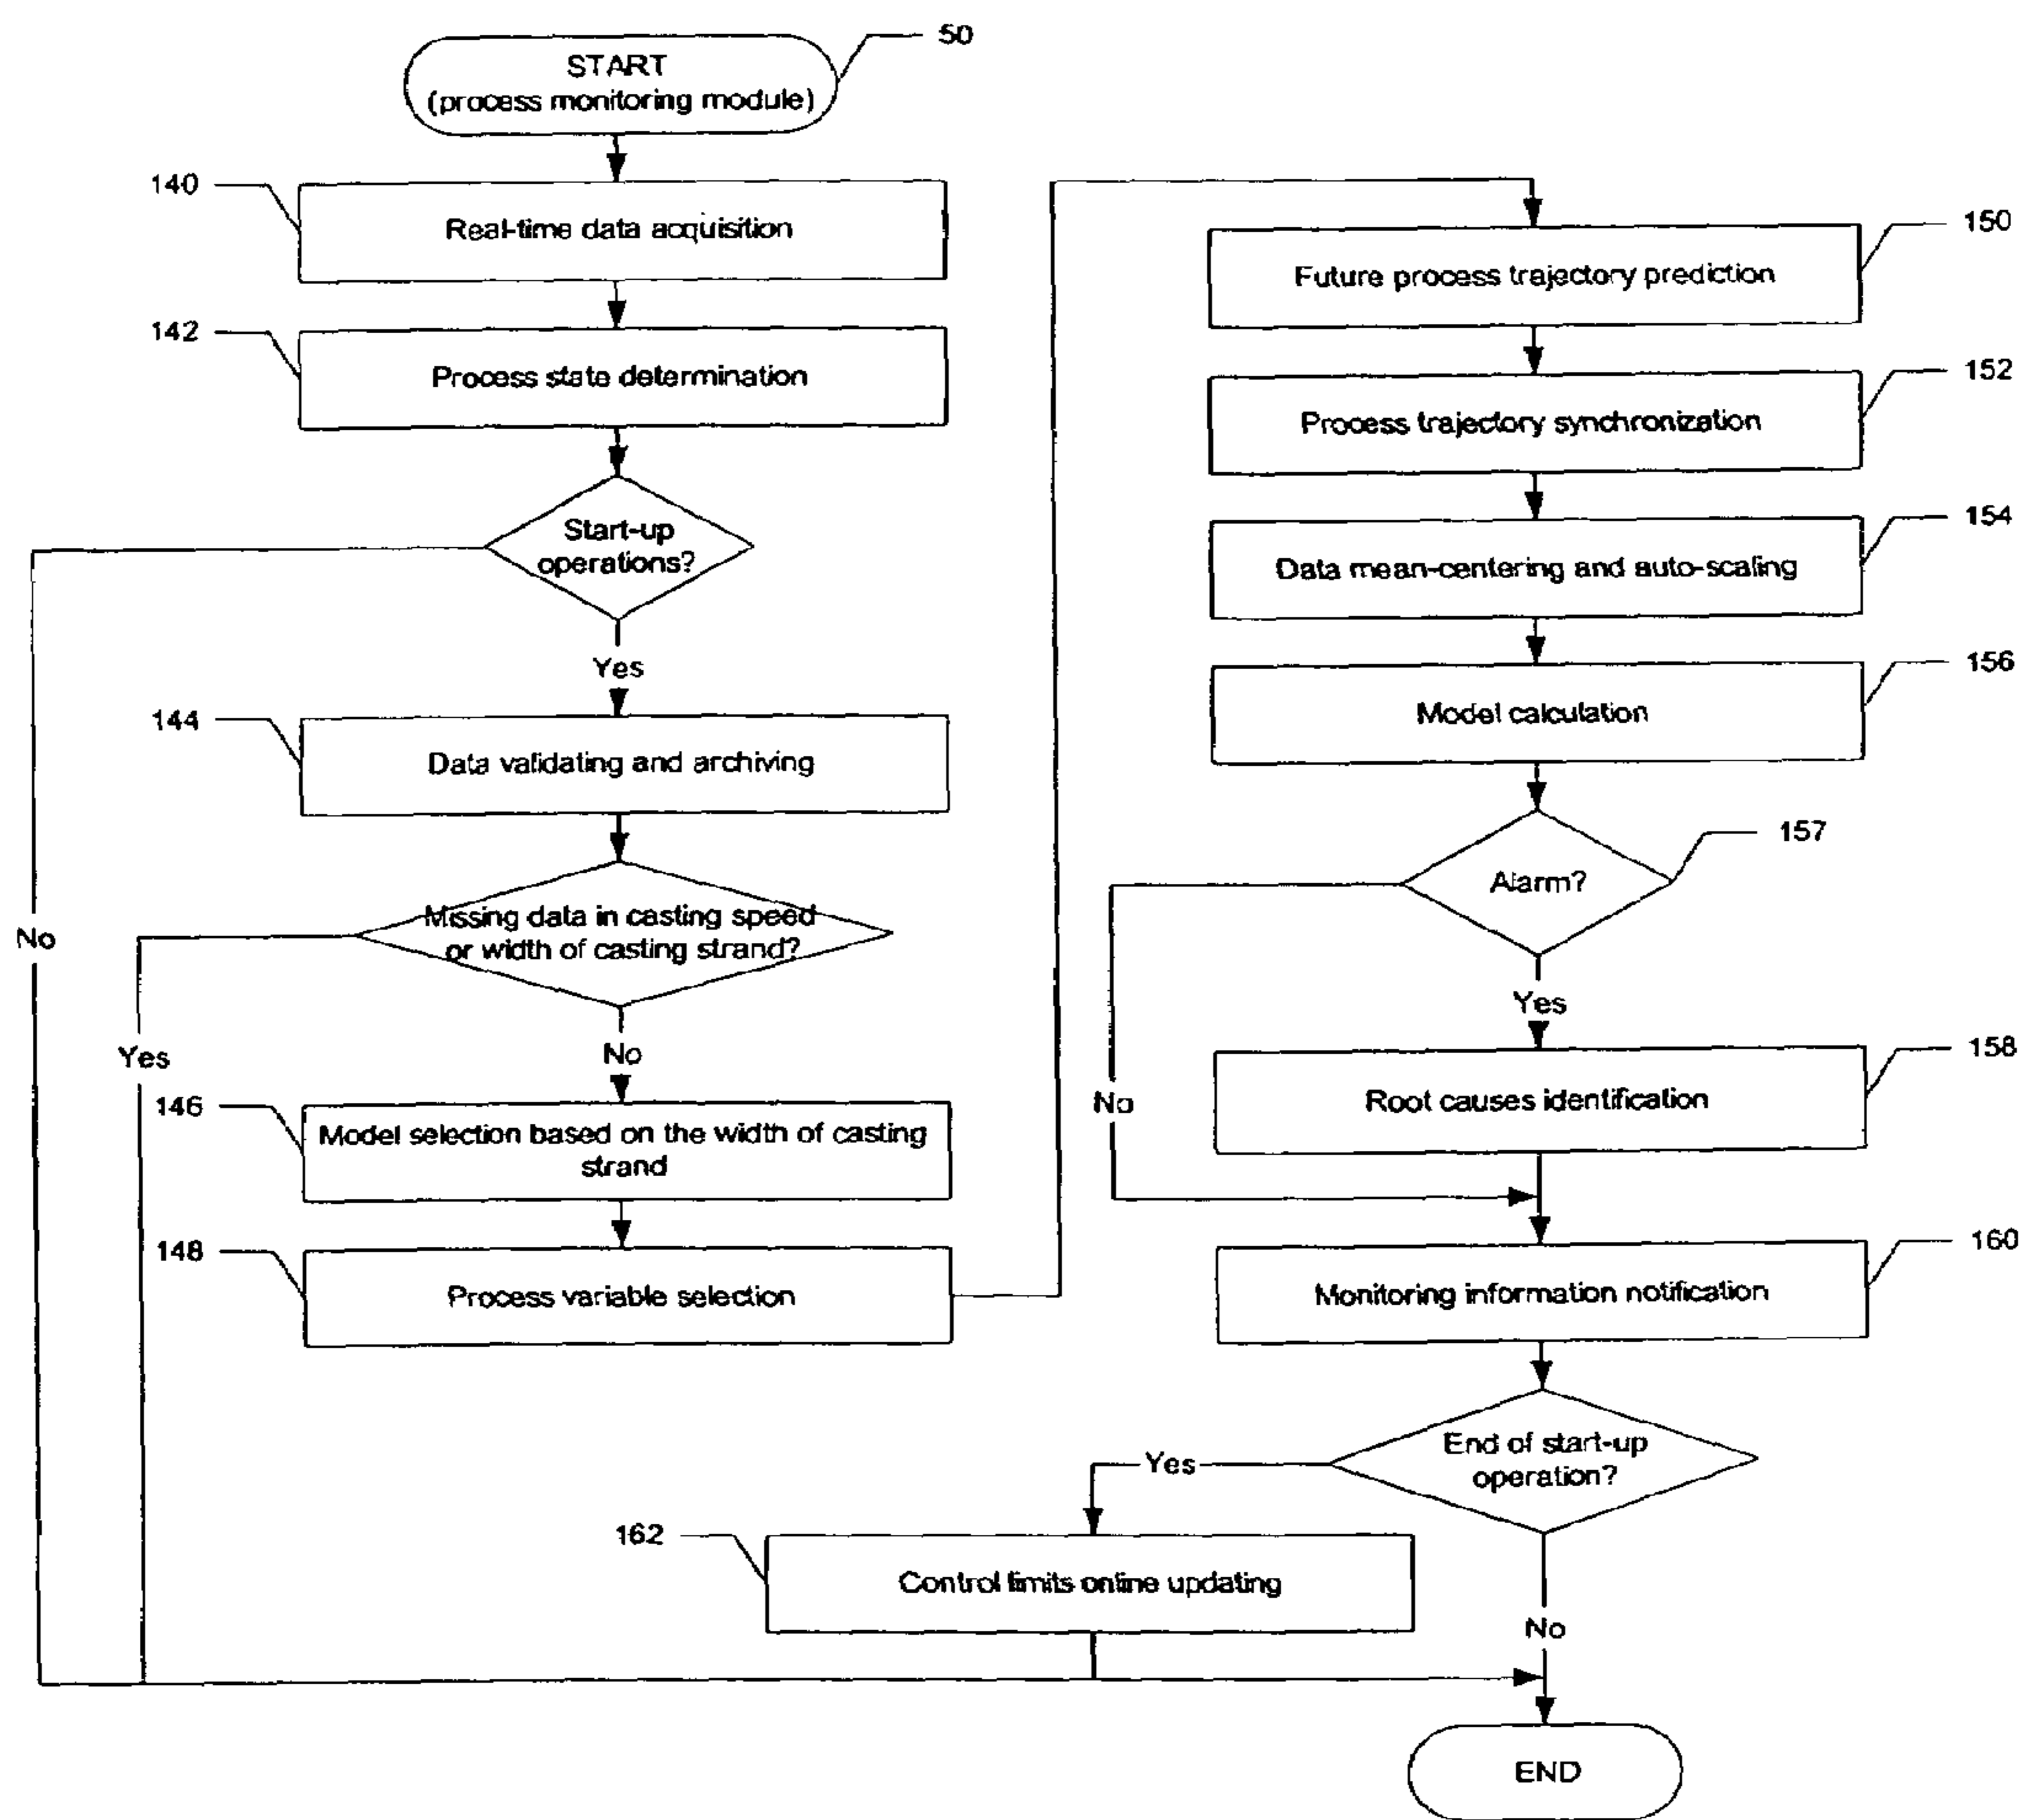 50
START
(process monitoring module)
140
Real-time data acquisition
142
Process state determination
Start-up
operations?
No
Yes
144
Data validating and archiving
Missing data in casting speed
or width of casting strand?
Yes
No
146
Model selection based on the width of casting
strand
148
Process variable selection
150
Future process trajectory prediction
152
Process trajectory synchronization
154
Data mean-centering and auto-scaling
156
Model calculation
157
Alarm?
No
Yes
158
Root causes identification
160
Monitoring information notification
End of start-up
operation?
Yes
162
Control limits online updating
No
END